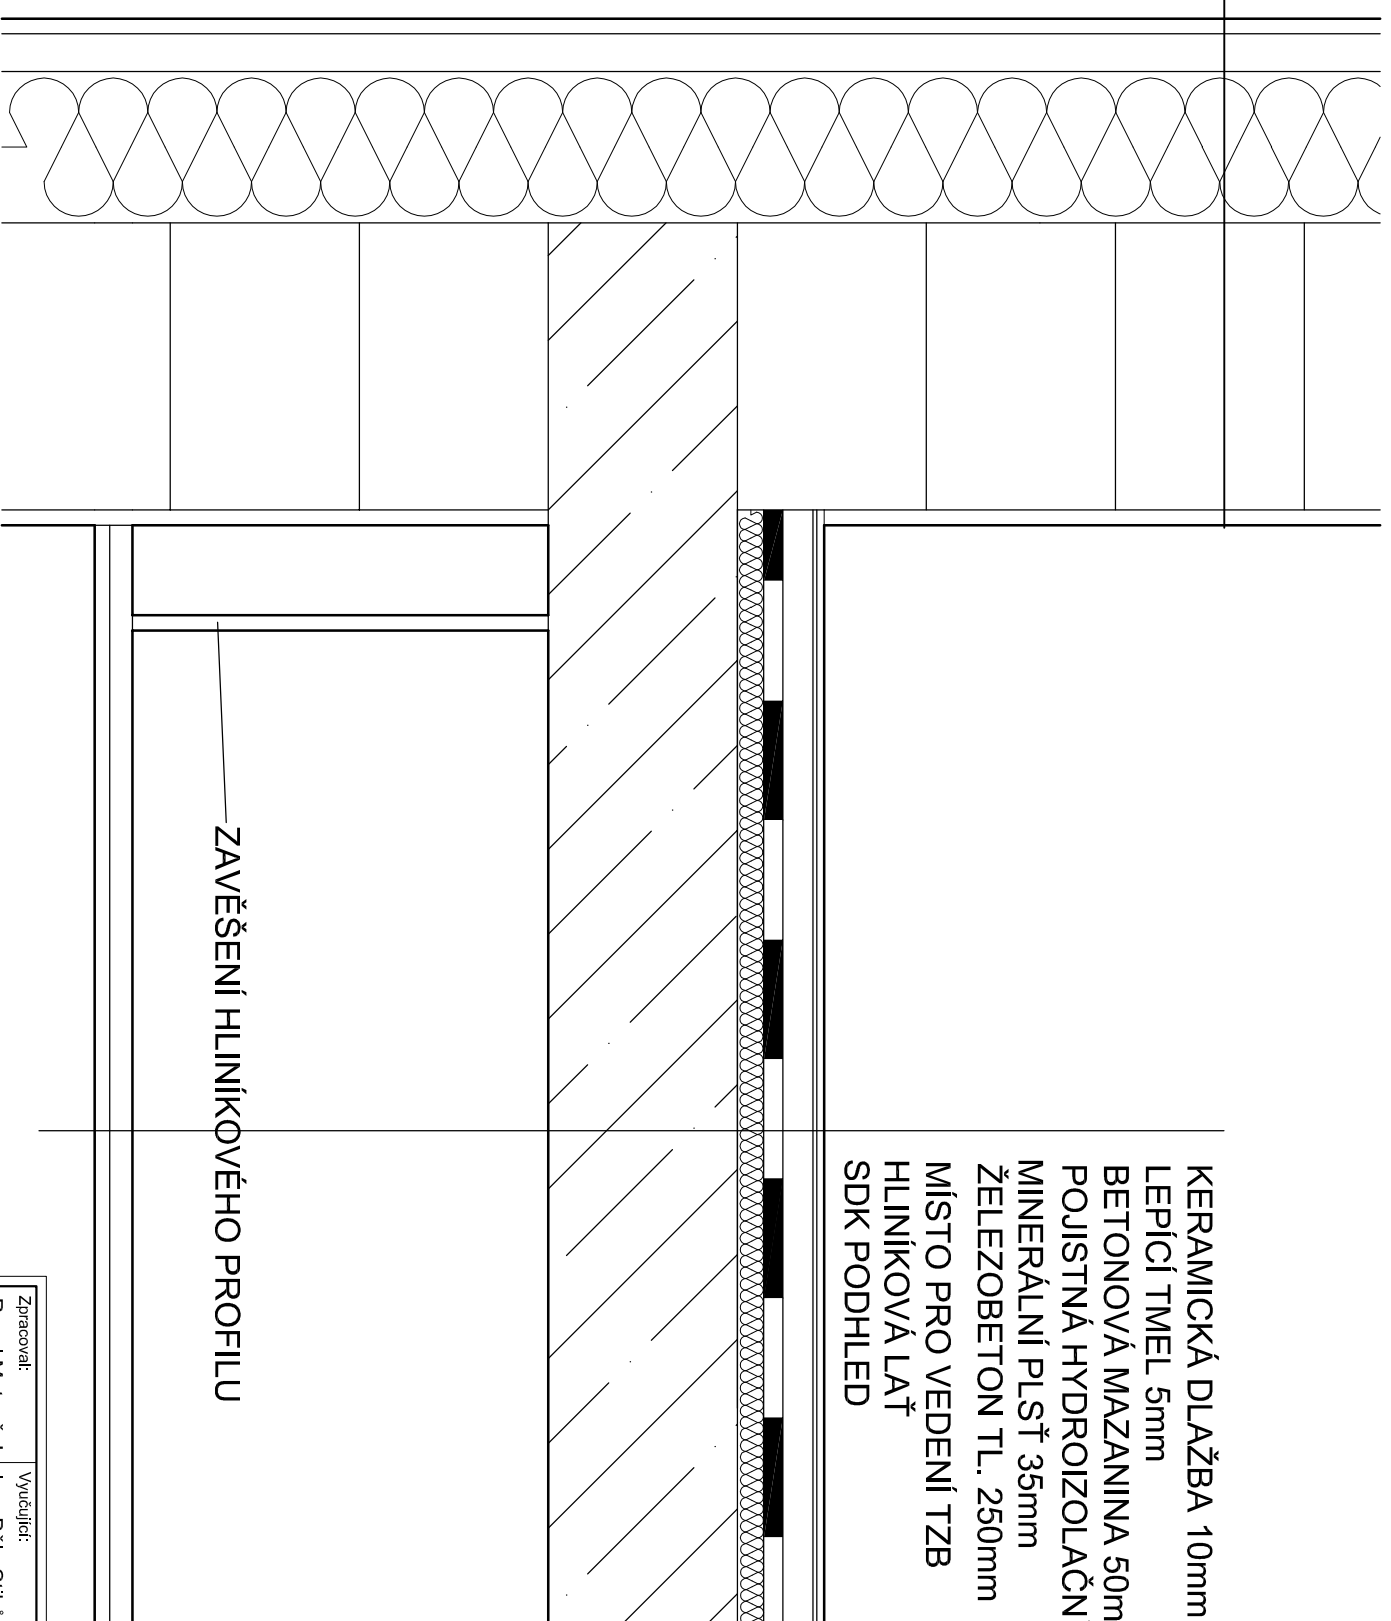 KERAMICKÁ DLAŽBA 10mm
LEPÍCÍ TMEL 5mm
BETONOVÁ MAZANINA 50m
POJISTNÁ HYDROIZOLAČN
MINERÁLNÍ PLSŤ 35mm
ŽELEZOBETON TL. 250mm
MÍSTO PRO VEDENÍ TZB
HLINÍKOVÁ LAŤ
SDK PODHLED
ZAVĚŠENÍ HLINÍKOVÉHO PROFILU
Zpracoval:
Vyučující: